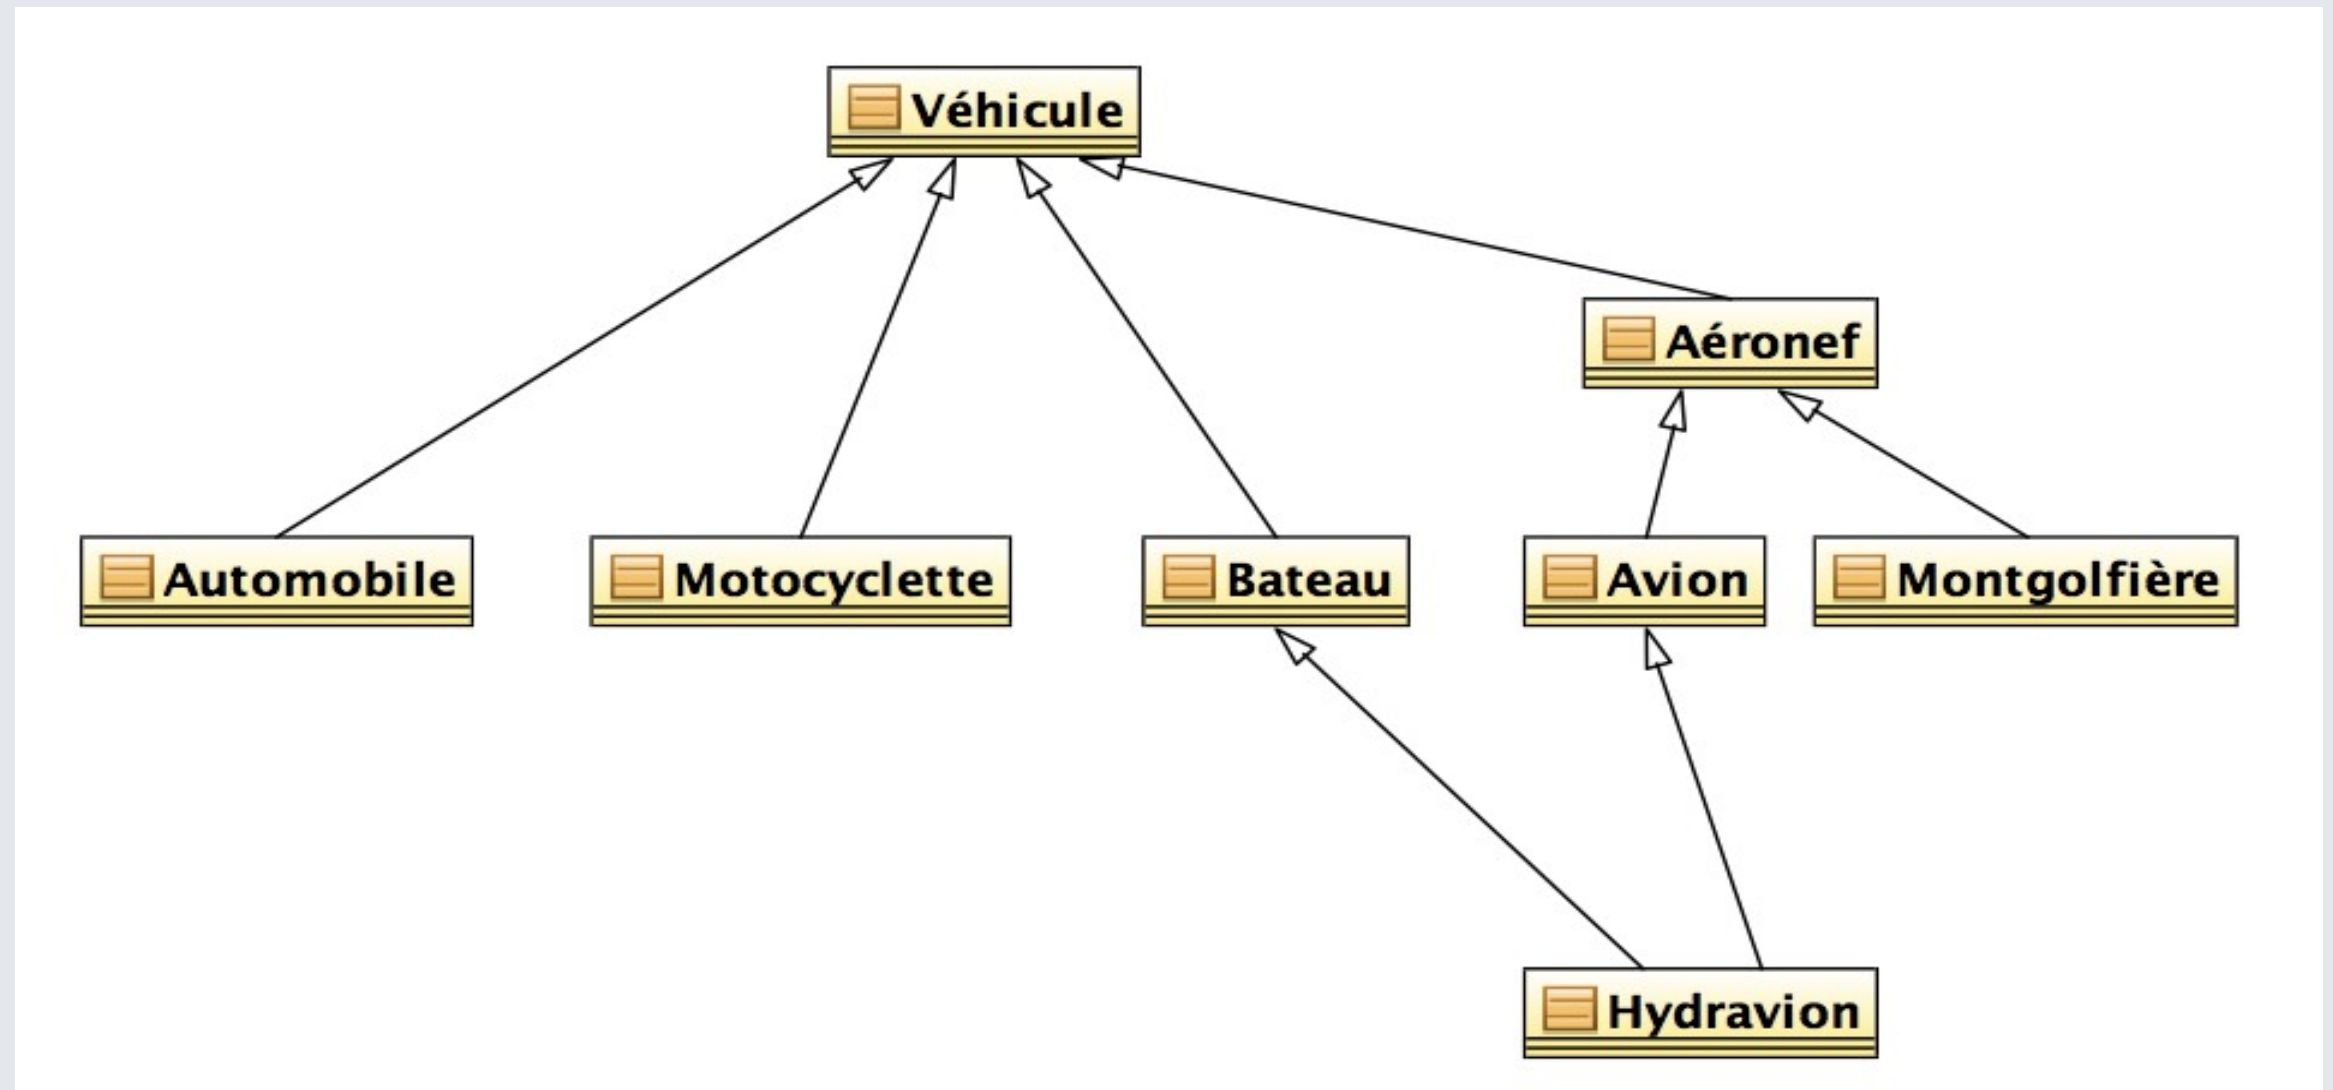 Véhicule
Aéronef
Automobile
Motocyclette
Bateau
Avion
Montgolfière
Hydravion